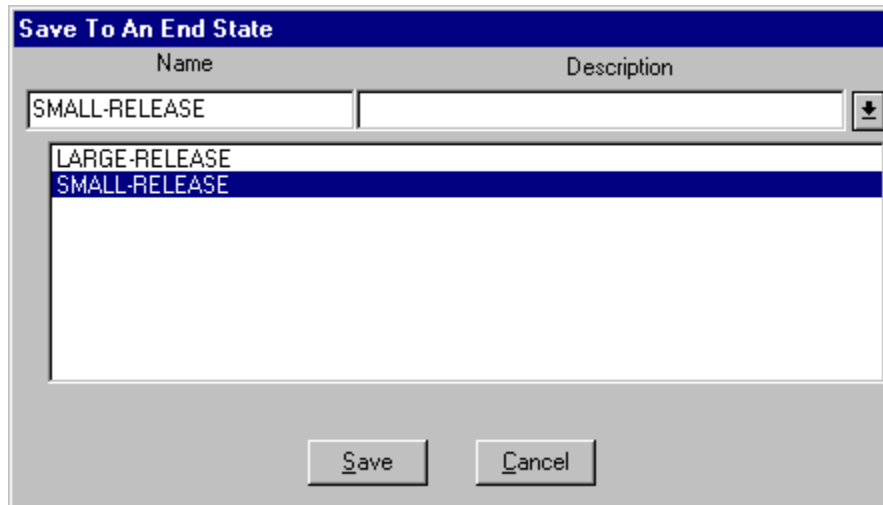 Save To An End State
Name Description
SMALL-RELEASE
LARGE-RELEASE
SMALL-RELEASE
Save Cancel